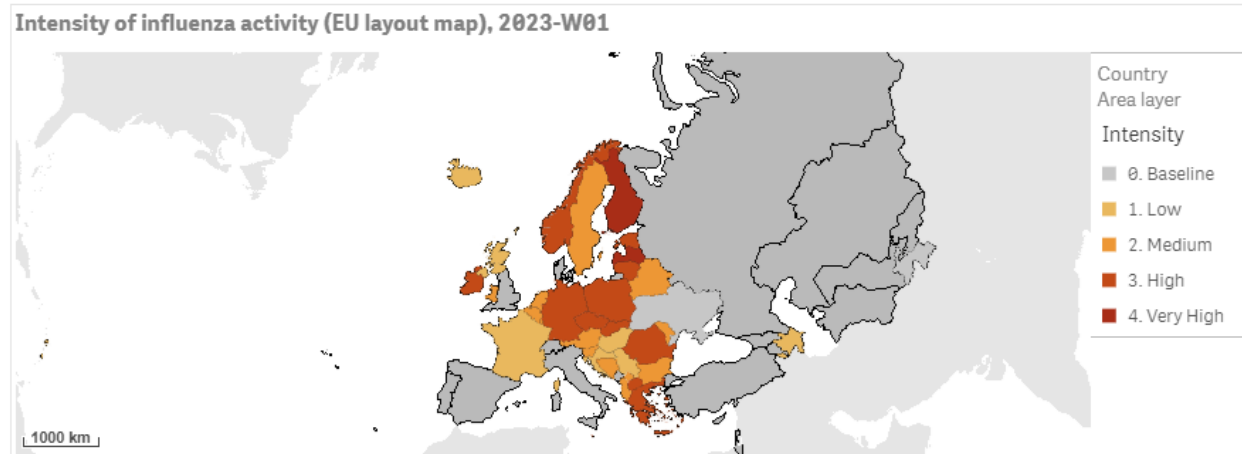 Intensity of influenza activity (EU layout map), 2023-W01
Country
Area layer
Intensity
0. Baseline
1. Low
2. Medium
3. High
4. Very High
1000 km